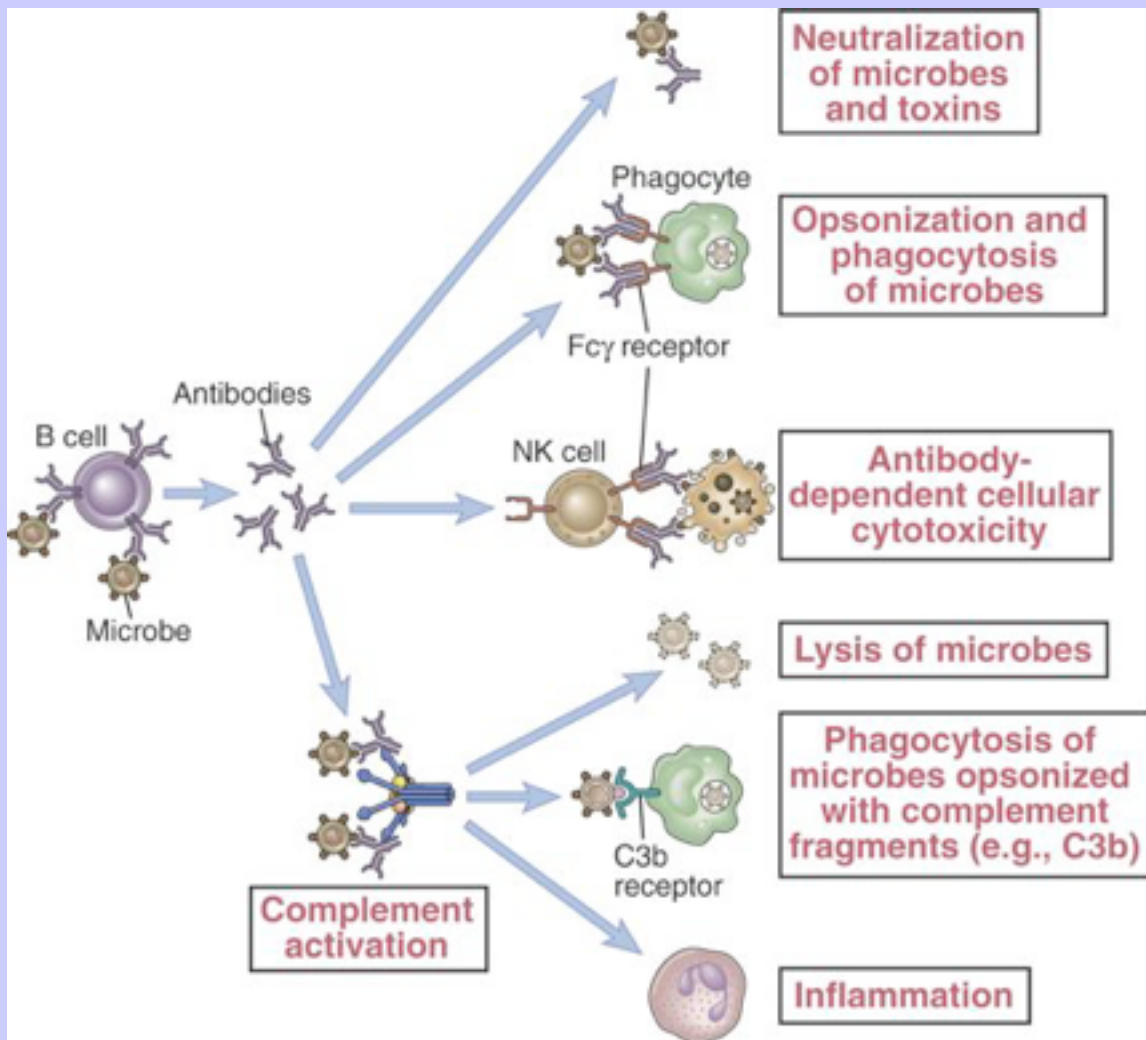 Neutralization
of microbes
and toxins
Phagocyte
Opsonization and
phagocytosis
of microbes
Fcγ receptor
Antibodies
B cell
NK cell
Antibody-
dependent cellular
cytotoxicity
Microbe
Lysis of microbes
Phagocytosis of
microbes opsonized
with complement
fragments (e.g., C3b)
C3b
receptor
Complement
activation
Inflammation